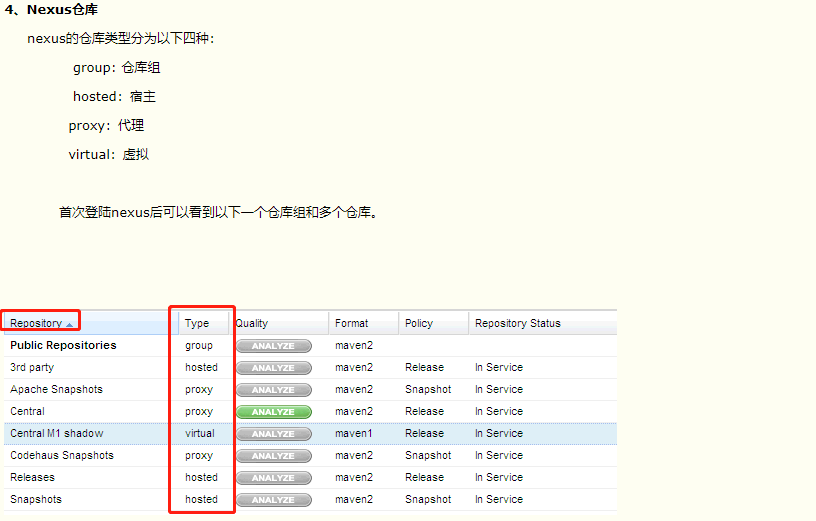 4、Nexus仓库
nexus的仓库类型分为以下四种：
group：仓库组
hosted：宿主
proxy：代理
virtual：虚拟
首次登陆nexus后可以看到以下一个仓库组和多个仓库。
Repository Type Quality Format Policy Repository Status
Public Repositories group ANALYZE maven2
3rd party hosted ANALYZE maven2 Release In Service
Apache Snapshots proxy ANALYZE maven2 Snapshot In Service
Central proxy ANALYZE maven2 Release In Service
Central M1 shadow virtual ANALYZE maven1 Release In Service
Codehaus Snapshots proxy ANALYZE maven2 Snapshot In Service
Releases hosted ANALYZE maven2 Release In Service
Snapshots hosted ANALYZE maven2 Snapshot In Service